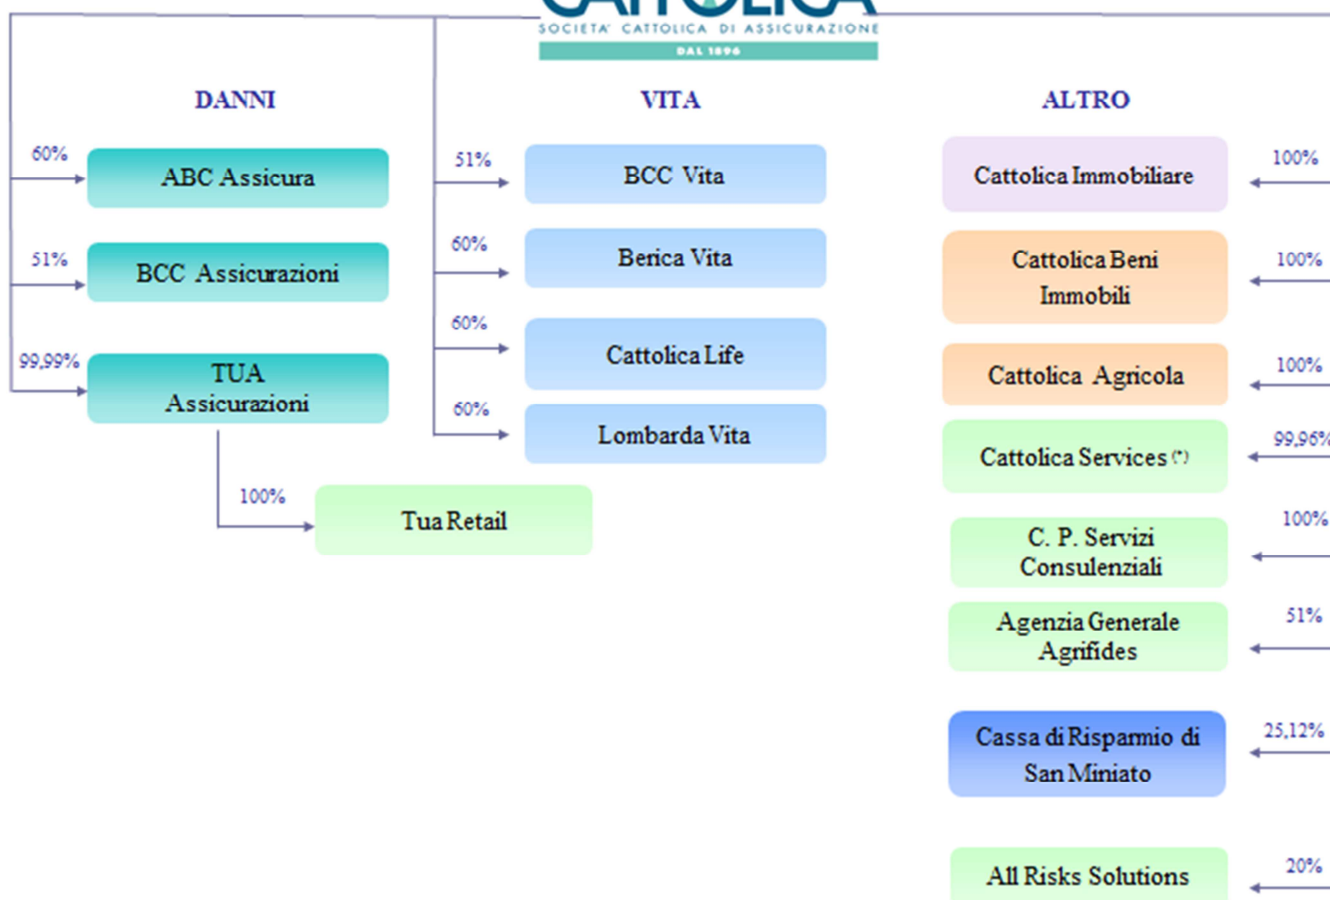 CATTOLICA
SOCIETA' CATTOLICA DI ASSICURAZIONE
DAL 1896
DANNI
60%
ABC Assicura
51%
BCC Assicurazioni
99,99%
TUA
Assicurazioni
100%
Tua Retail
VITA
51%
BCC Vita
60%
Berica Vita
60%
Cattolica Life
60%
Lombarda Vita
ALTRO
Cattolica Immobiliare
100%
Cattolica Beni
Immobili
100%
Cattolica Agricola
100%
Cattolica Services (*)
99,96%
C. P. Servizi
Consulenziali
100%
Agenzia Generale
Agrifides
51%
Cassa di Risparmio di
San Miniato
25,12%
All Risks Solutions
20%